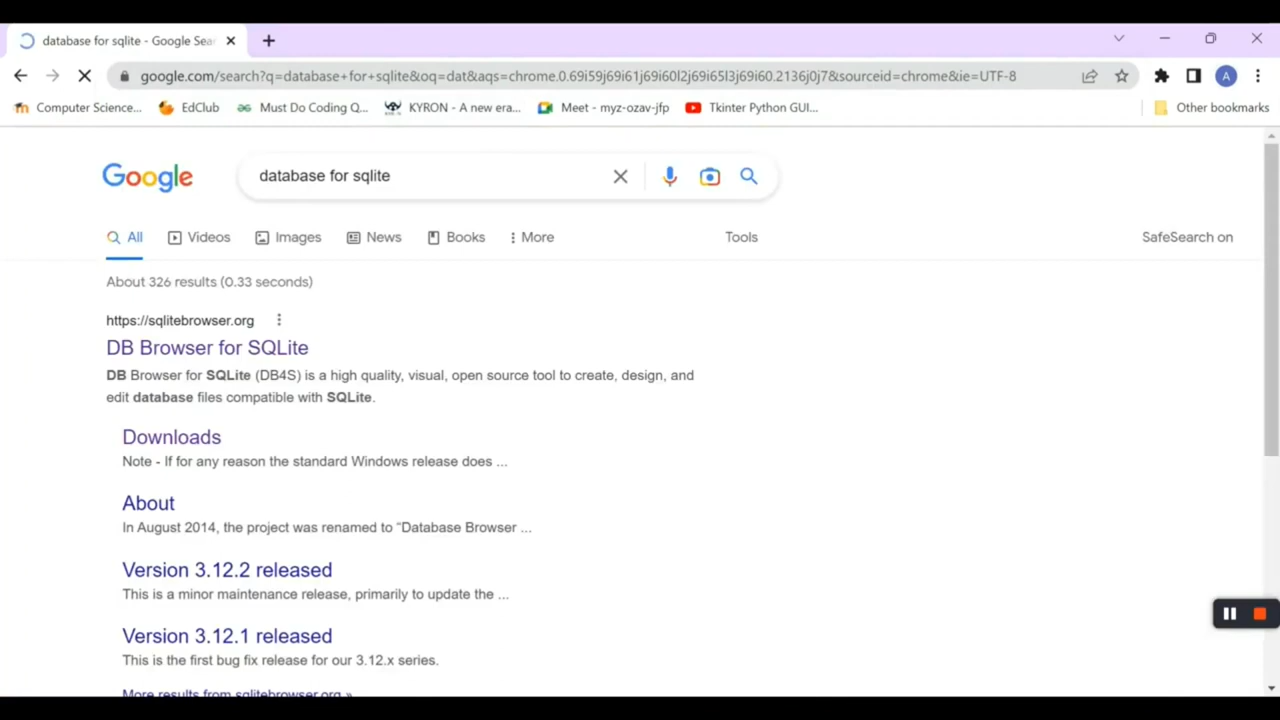 database for sqlite - Google Sea
google.com/search?q=database+for+sqlite&oq=dat&aqs=chrome.0.69i59j69i61j69i60l2j69i65l3j69i60.2136j0j7&sourceid=chrome&ie=UTF-8
A
Computer Science... EdClub Must Do Coding Q... KYRON - A new era... Meet - myz-ozav-jfp Tkinter Python GUI... Other bookmarks
Google database for sqlite
All Videos Images News Books More Tools SafeSearch on
About 326 results (0.33 seconds)
https://sqlitebrowser.org
DB Browser for SQLite
DB Browser for SQLite (DB4S) is a high quality, visual, open source tool to create, design, and
edit database files compatible with SQLite.
Downloads
Note - If for any reason the standard Windows release does ...
About
In August 2014, the project was renamed to “Database Browser ...
Version 3.12.2 released
This is a minor maintenance release, primarily to update the ...
Version 3.12.1 released
This is the first bug fix release for our 3.12.x series.
More results from sqlitebrowser.org »